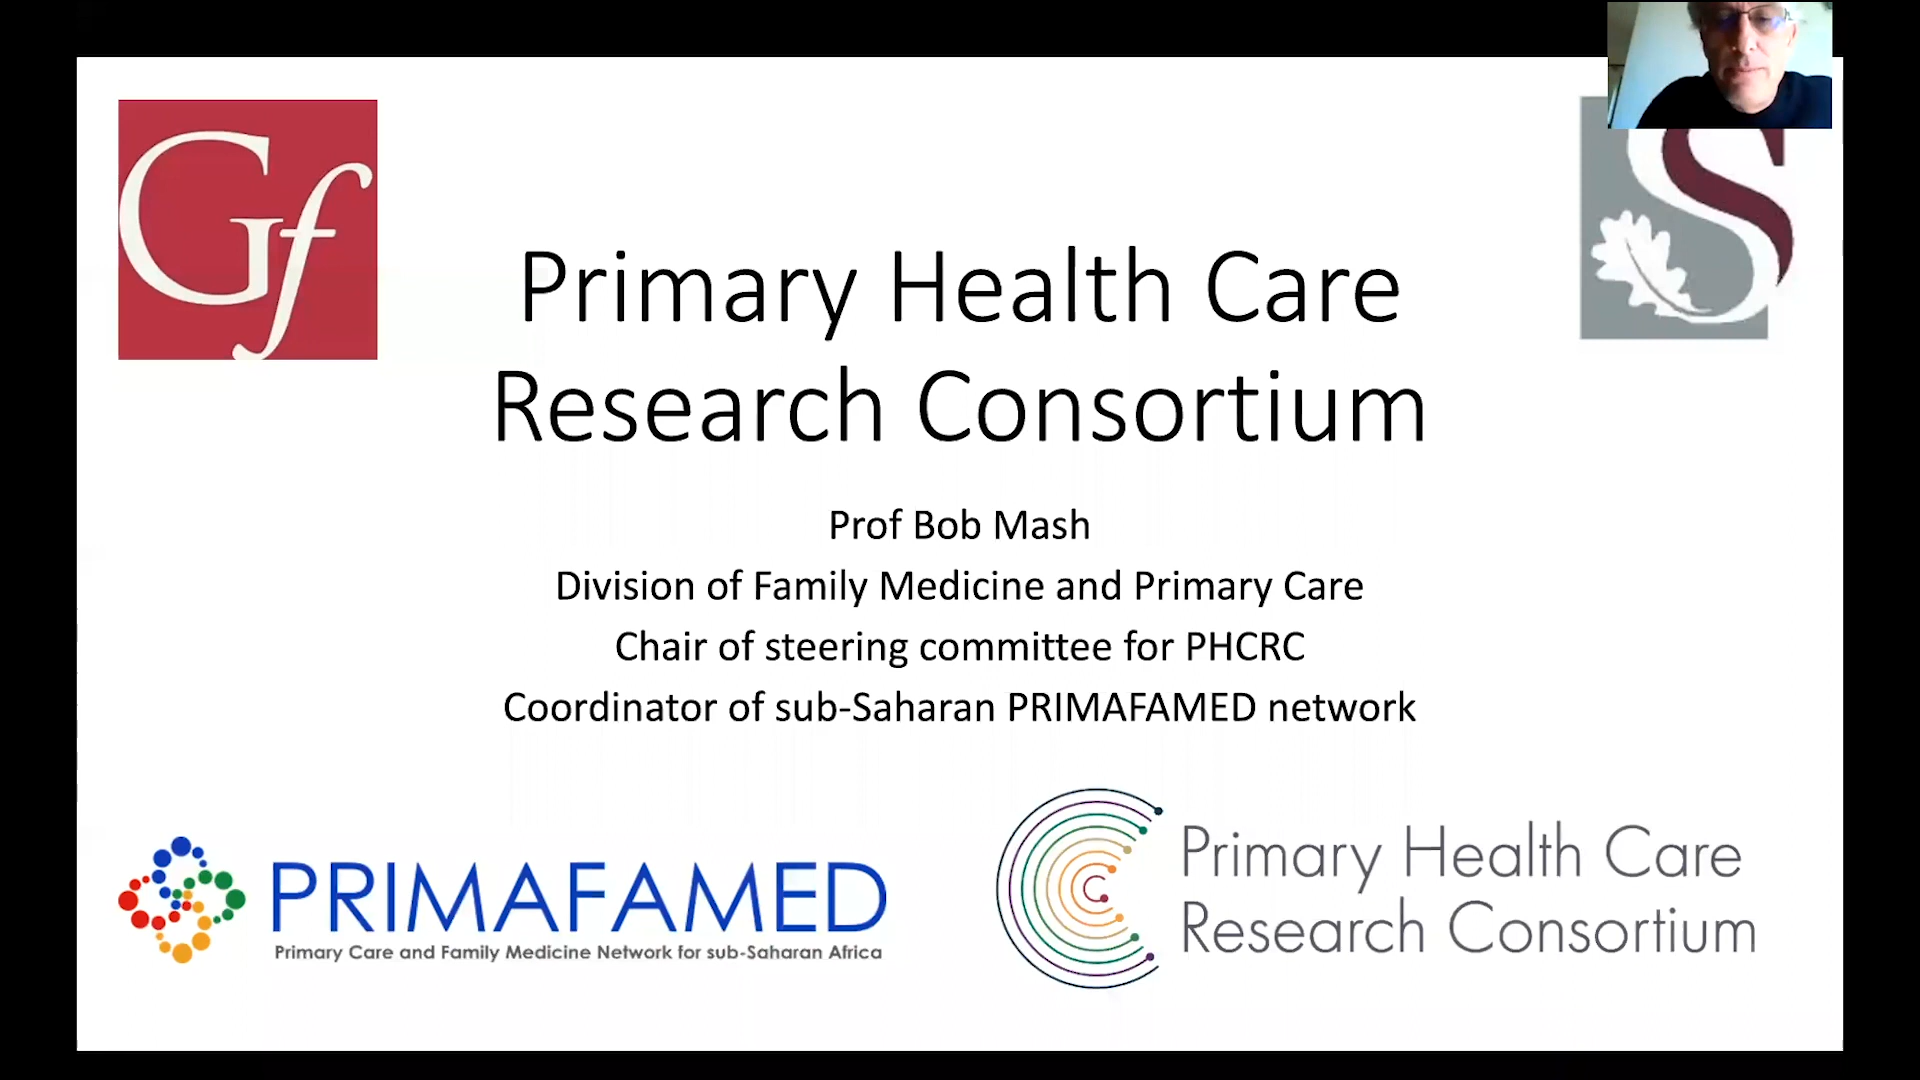 Gf
S
Primary Health Care
Research Consortium
Prof Bob Mash
Division of Family Medicine and Primary Care
Chair of steering committee for PHCRC
Coordinator of sub-Saharan PRIMAFAMED network
PRIMAFAMED
Primary Care and Family Medicine Network for sub-Saharan Africa
Primary Health Care
Research Consortium